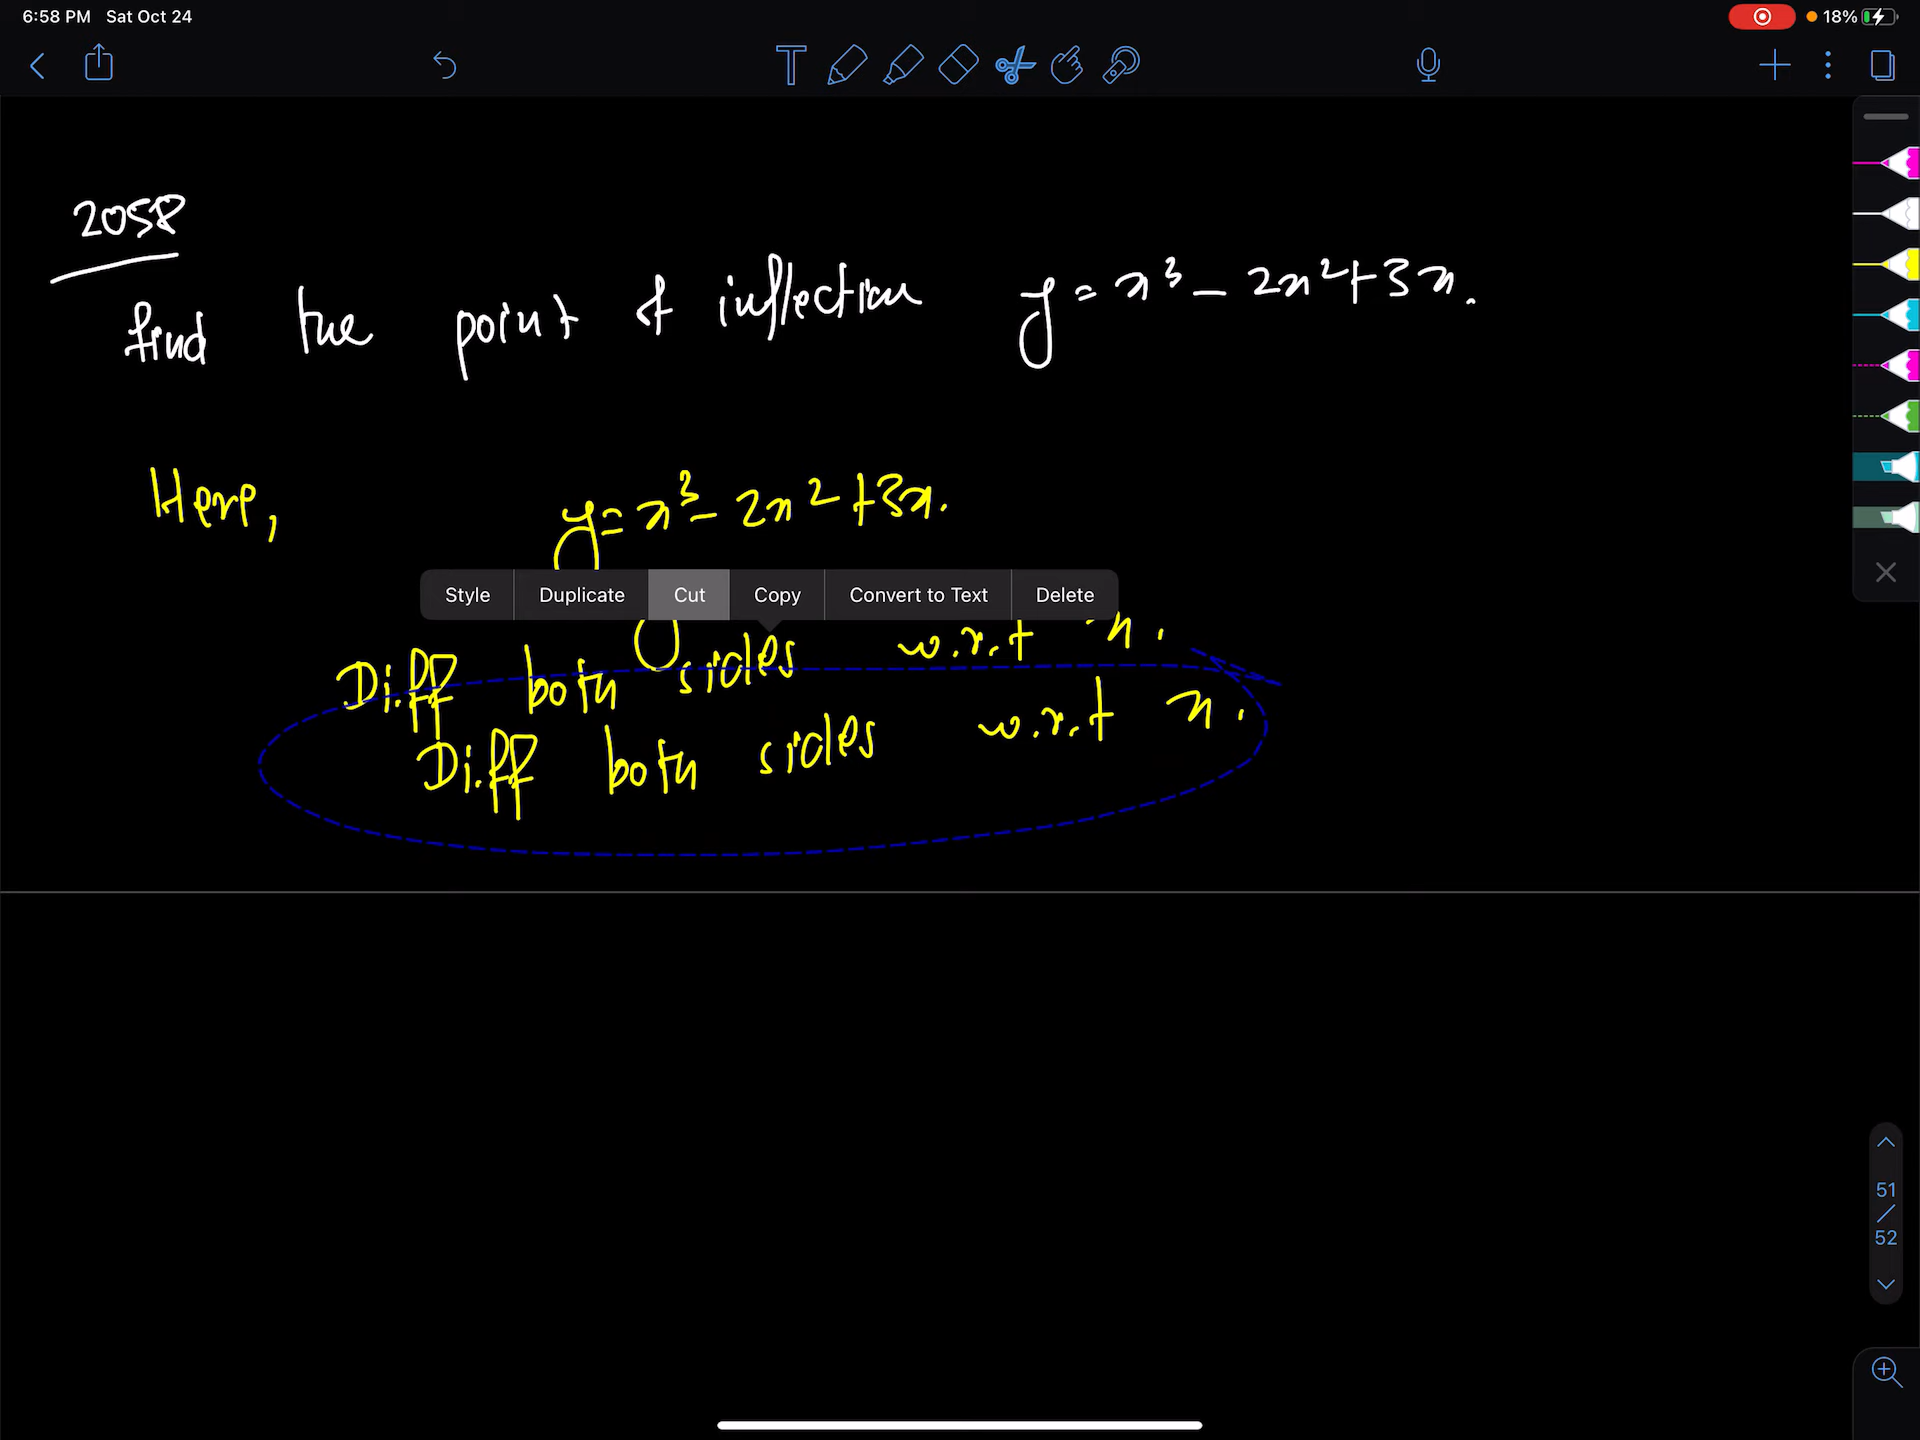 6:58 PM Sat Oct 24
18%
2058
find the point of inflection y = x³ - 2x² + 3x.
Here,
y = x³ - 2x² + 3x.
Style Duplicate Cut Copy Convert to Text Delete
Diff both sides w.r.t x.
Diff both sides w.r.t x.
51
/
52